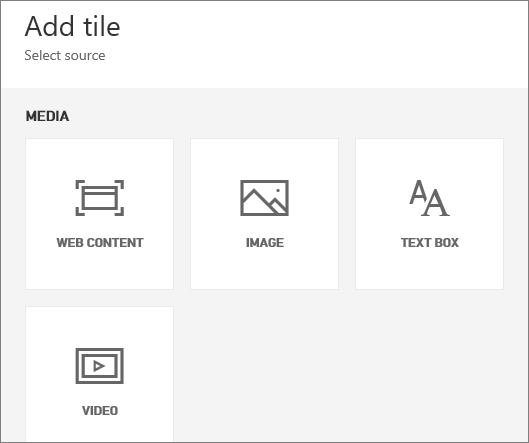 Add tile
Select source
MEDIA
WEB CONTENT
IMAGE
TEXT BOX
VIDEO